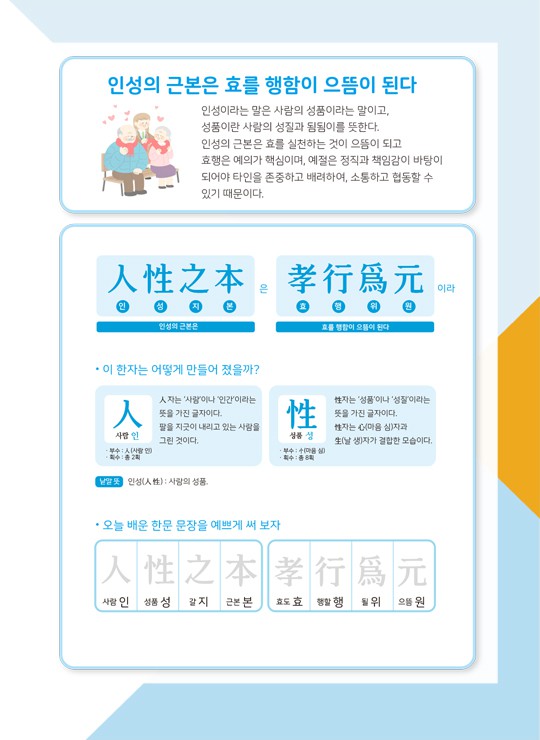 인성의 근본은 효를 행함이 으뜸이 된다
인성이라는 말은 사람의 성품이라는 말이고,
성품이란 사람의 성질과 됨됨이를 뜻한다.
인성의 근본은 효를 실천하는 것이 으뜸이 되고
효행은 예의가 핵심이며, 예절은 정직과 책임감이 바탕이
되어야 타인을 존중하고 배려하여, 소통하고 협동할 수
있기 때문이다.
人性之本은 孝行爲元이라
인 성 지 본 효 행 위 원
인성의 근본은 효를 행함이 으뜸이 된다
• 이 한자는 어떻게 만들어 졌을까?
人
사람 인
人자는 '사람'이나 '인간'이라는
뜻을 가진 글자이다.
팔을 지긋이 내리고 있는 사람을
그린 것이다.
· 부수 : 人(사람 인)
· 획수 : 총 2획
性
성품 성
性자는 '성품'이나 '성질'이라는
뜻을 가진 글자이다.
性자는 心(마음 심)자과
生(날 생)자가 결합한 모습이다.
· 부수 : 忄(마음 심)
· 획수 : 총 8획
낱말 뜻 인성(人性) : 사람의 성품.
• 오늘 배운 한문 문장을 예쁘게 써 보자
人 性 之 本 孝 行 爲 元
사람 인 성품 성 갈 지 근본 본 효도 효 행할 행 될 위 으뜸 원